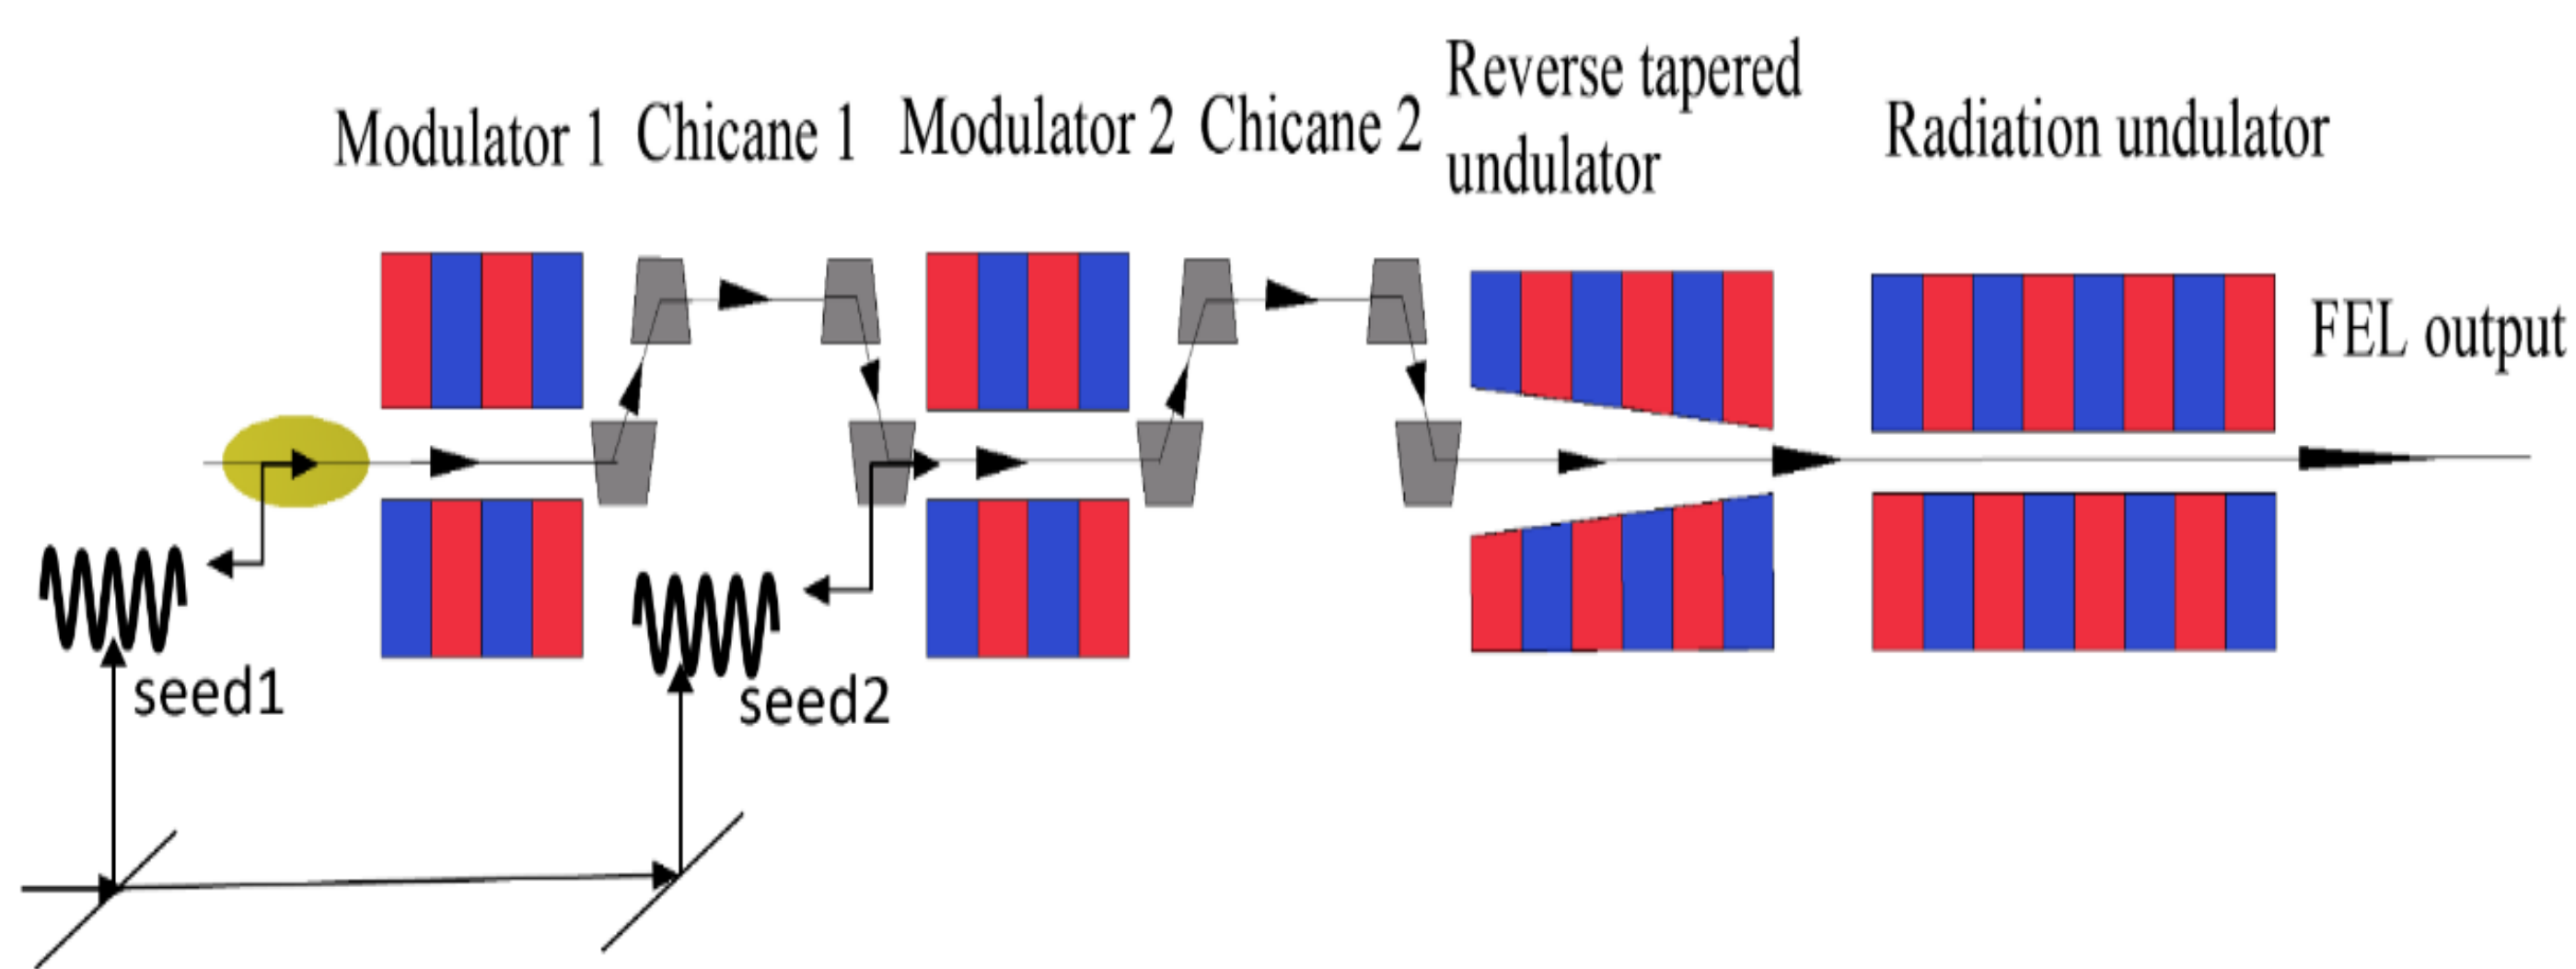 Modulator 1
Chicane 1
Modulator 2
Chicane 2
Reverse tapered
undulator
Radiation undulator
FEL output
seed1
seed2